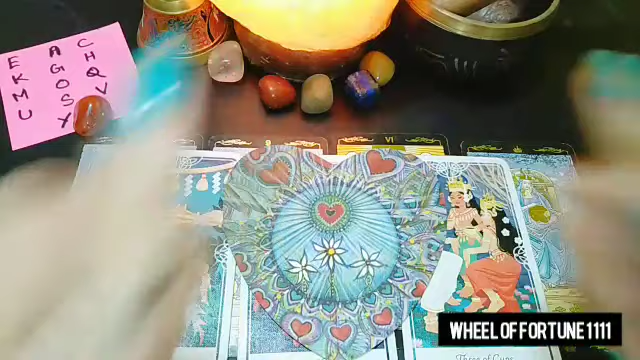 E A C
K G H
M O Q
U S V
Y
VI
Three of Cups
WHEEL OF FORTUNE 1111